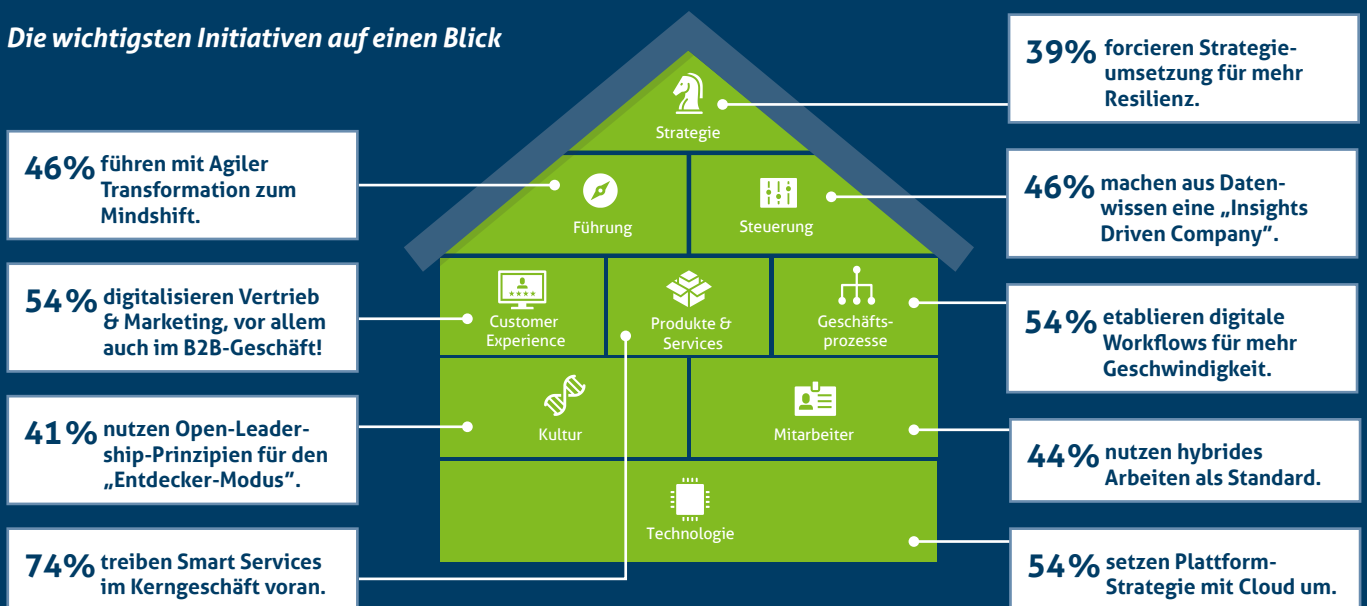 Die wichtigsten Initiativen auf einen Blick
46% führen mit Agiler
Transformation zum
Mindshift.
54% digitalisieren Vertrieb
& Marketing, vor allem
auch im B2B-Geschäft!
41% nutzen Open-Leader-
ship-Prinzipien für den
„Entdecker-Modus“.
74% treiben Smart Services
im Kerngeschäft voran.
Strategie
Führung
Steuerung
Customer
Experience
Produkte &
Services
Geschäfts-
prozesse
Kultur
Mitarbeiter
Technologie
39% forcieren Strategie-
umsetzung für mehr
Resilienz.
46% machen aus Daten-
wissen eine „Insights
Driven Company“.
54% etablieren digitale
Workflows für mehr
Geschwindigkeit.
44% nutzen hybrides
Arbeiten als Standard.
54% setzen Plattform-
Strategie mit Cloud um.